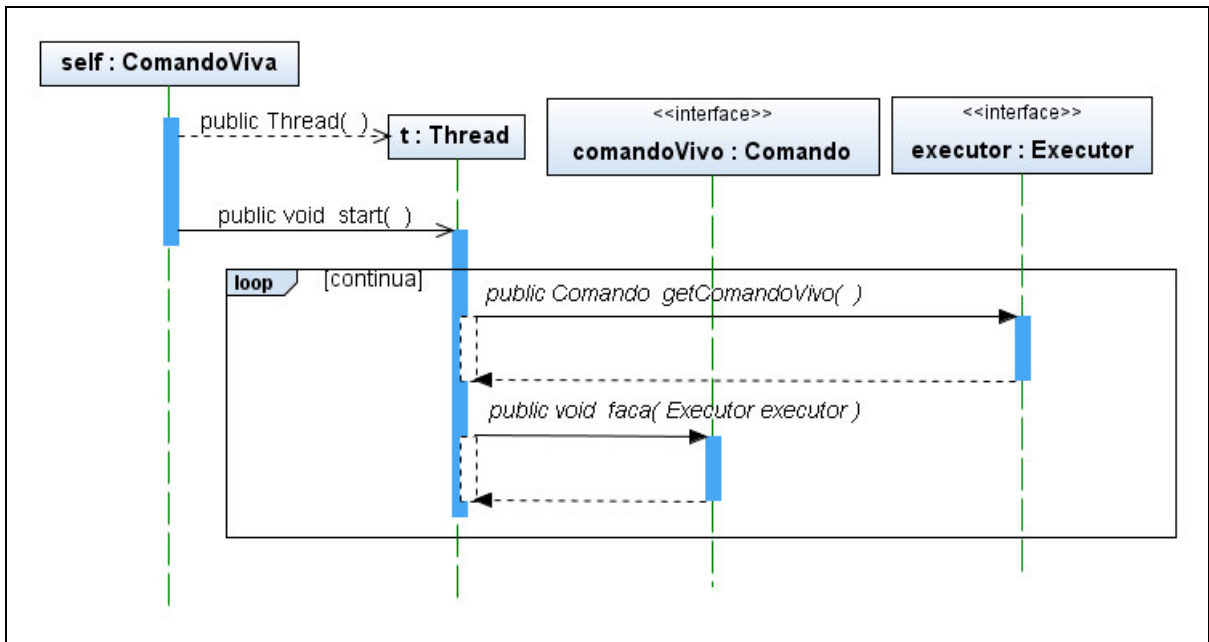 self : ComandoViva
public Thread( )
t : Thread
<<interface>>
comandoVivo : Comando
<<interface>>
executor : Executor
public void start( )
loop
[continua]
public Comando getComandoVivo( )
public void faca( Executor executor )